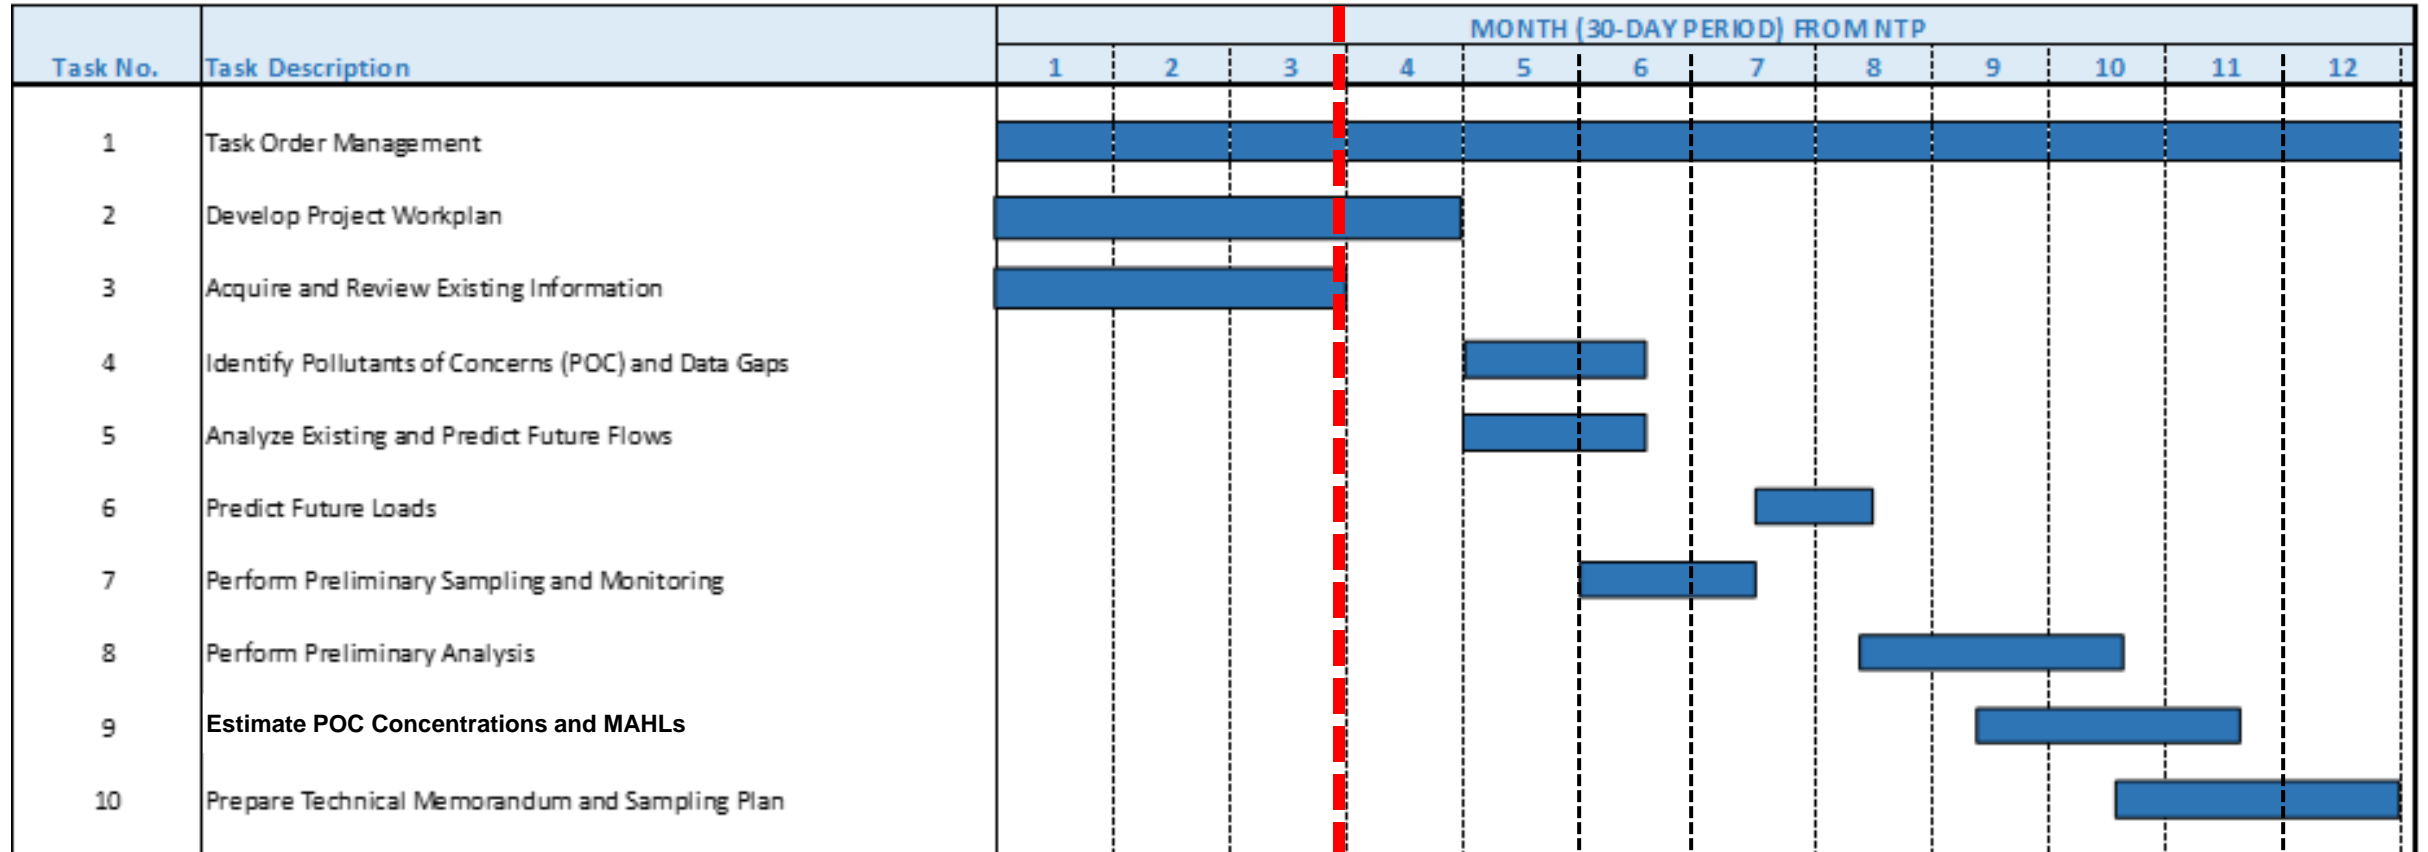 MONTH (30-DAY PERIOD) FROM NTP
Task No. Task Description 1 2 3 4 5 6 7 8 9 10 11 12
1 Task Order Management
2 Develop Project Workplan
3 Acquire and Review Existing Information
4 Identify Pollutants of Concerns (POC) and Data Gaps
5 Analyze Existing and Predict Future Flows
6 Predict Future Loads
7 Perform Preliminary Sampling and Monitoring
8 Perform Preliminary Analysis
9 Estimate POC Concentrations and MAHLs
10 Prepare Technical Memorandum and Sampling Plan